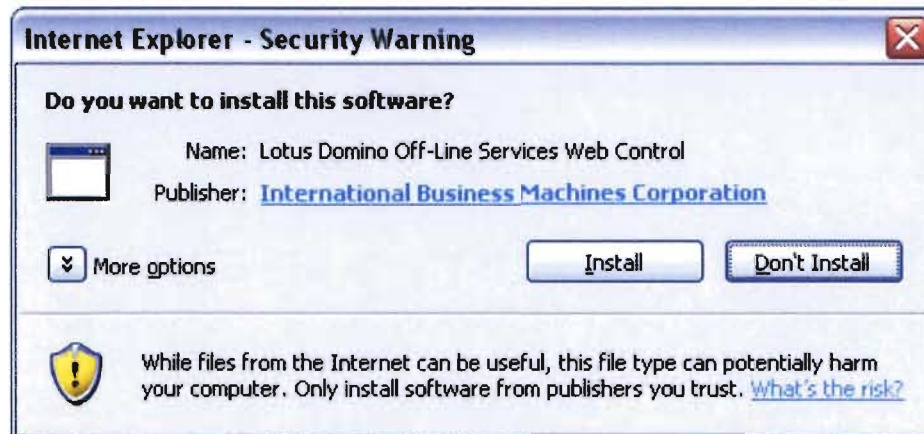 Internet Explorer - Security Warning
Do you want to install this software?
Name: Lotus Domino Off-Line Services Web Control
Publisher: International Business Machines Corporation
More options
Install
Don't Install
While files from the Internet can be useful, this file type can potentially harm
your computer. Only install software from publishers you trust. What's the risk?